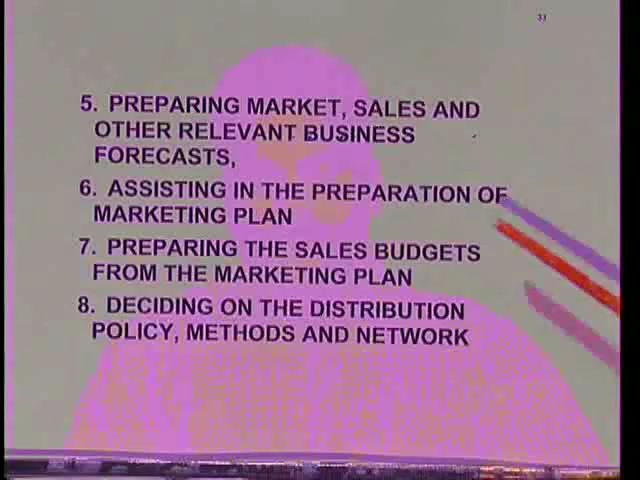 31
5. PREPARING MARKET, SALES AND
OTHER RELEVANT BUSINESS
FORECASTS,
6. ASSISTING IN THE PREPARATION OF
MARKETING PLAN
7. PREPARING THE SALES BUDGETS
FROM THE MARKETING PLAN
8. DECIDING ON THE DISTRIBUTION
POLICY, METHODS AND NETWORK